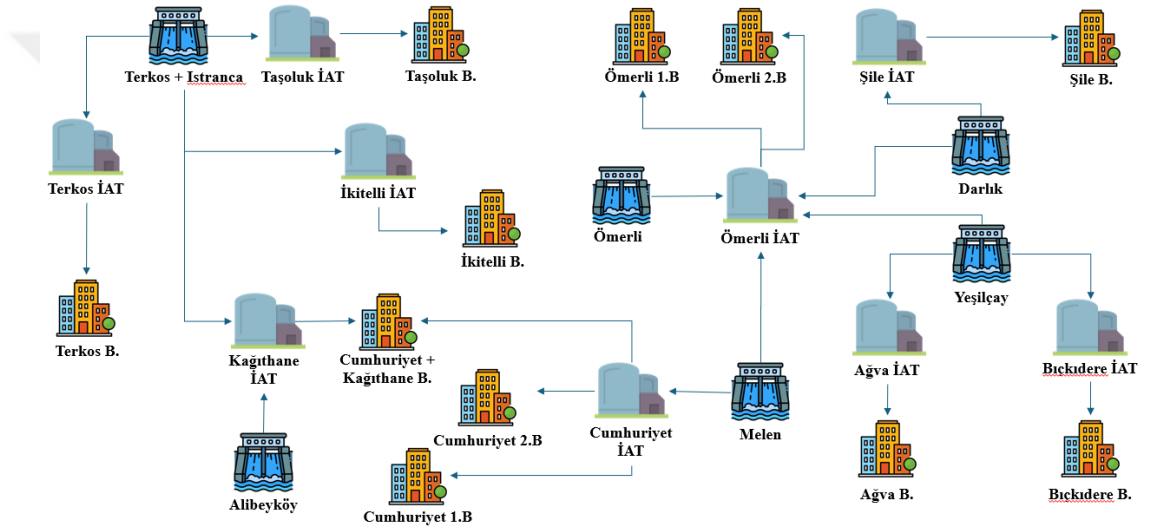 Terkos + Istranca
Taşoluk İAT
Taşoluk B.
Ömerli 1.B
Ömerli 2.B
Şile İAT
Şile B.
Terkos İAT
İkitelli İAT
Darlık
Ömerli
Ömerli İAT
İkitelli B.
Yeşilçay
Terkos B.
Kağıthane
İAT
Cumhuriyet +
Kağıthane B.
Ağva İAT
Bıçkıdere İAT
Cumhuriyet 2.B
Cumhuriyet
İAT
Melen
Alibeyköy
Cumhuriyet 1.B
Ağva B.
Bıçkıdere B.